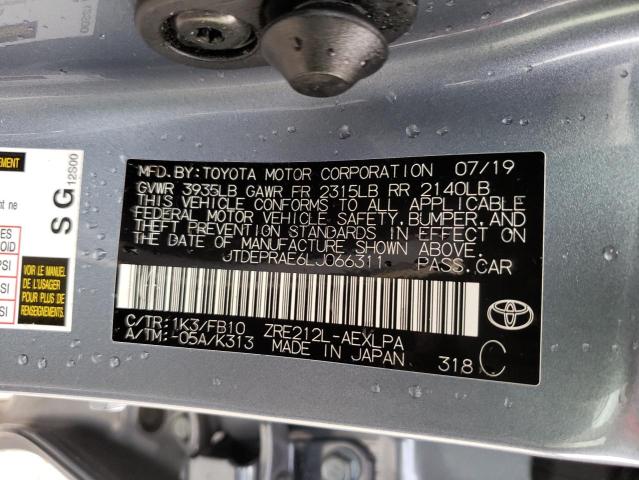 MFD.BY:TOYOTA MOTOR CORPORATION 07/19
GVWR 3935LB GAWR FR 2315LB RR 2140LB
THIS VEHICLE CONFORMS TO ALL APPLICABLE
FEDERAL MOTOR VEHICLE SAFETY, BUMPER, AND
THEFT PREVENTION STANDARDS IN EFFECT ON
THE DATE OF MANUFACTURE SHOWN ABOVE.
JTDEPRAE6LJ066311 PASS.CAR
C/TR: 1K3/FB10 ZRE212L-AEXLPA
A/TM: -05A/K313 MADE IN JAPAN 318 C
SG
12S00
VOIR LE MANUEL
DE L'USAGER
POUR PLUS DE
RENSEIGNEMENTS